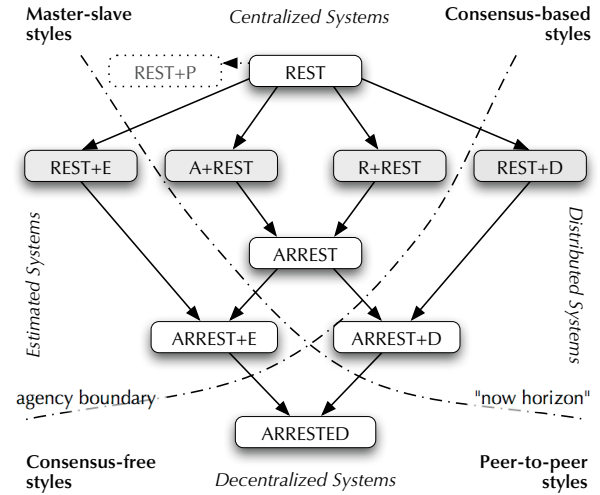 Master-slave
styles
Centralized Systems
Consensus-based
styles
REST+P
REST
REST+E
A+REST
R+REST
REST+D
Estimated Systems
Distributed Systems
ARREST
ARREST+E
ARREST+D
agency boundary
"now horizon"
ARRESTED
Consensus-free
styles
Decentralized Systems
Peer-to-peer
styles